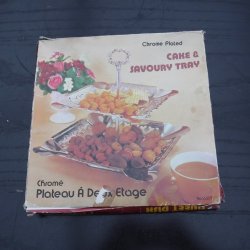 Chrome Plated
CAKE &
SAVOURY TRAY
Chromé
Plateau À Deux Etage